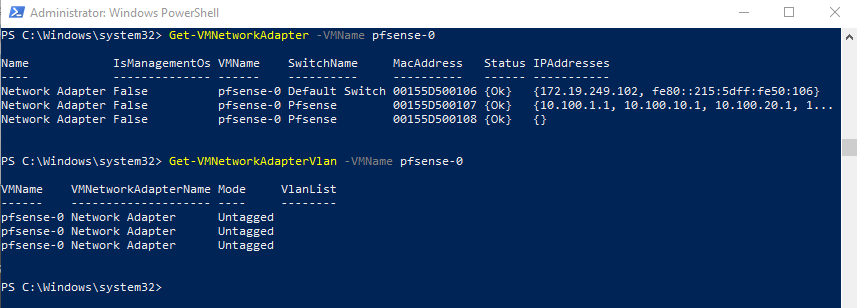 Administrator: Windows PowerShell
PS C:\Windows\system32> Get-VMNetworkAdapter -VMName pfsense-0
Name            IsManagementOs VMName    SwitchName     MacAddress   Status IPAddresses
----            -------------- ------    ----------     ----------   ------ -----------
Network Adapter False          pfsense-0 Default Switch 00155D500106 {Ok}   {172.19.249.102, fe80::215:5dff:fe50:106}
Network Adapter False          pfsense-0 Pfsense        00155D500107 {Ok}   {10.100.1.1, 10.100.10.1, 10.100.20.1, 1...
Network Adapter False          pfsense-0 Pfsense        00155D500108 {Ok}   {}
PS C:\Windows\system32> Get-VMNetworkAdapterVlan -VMName pfsense-0
VMName    VMNetworkAdapterName Mode     VlanList
------    -------------------- ----     --------
pfsense-0 Network Adapter      Untagged
pfsense-0 Network Adapter      Untagged
pfsense-0 Network Adapter      Untagged
PS C:\Windows\system32>